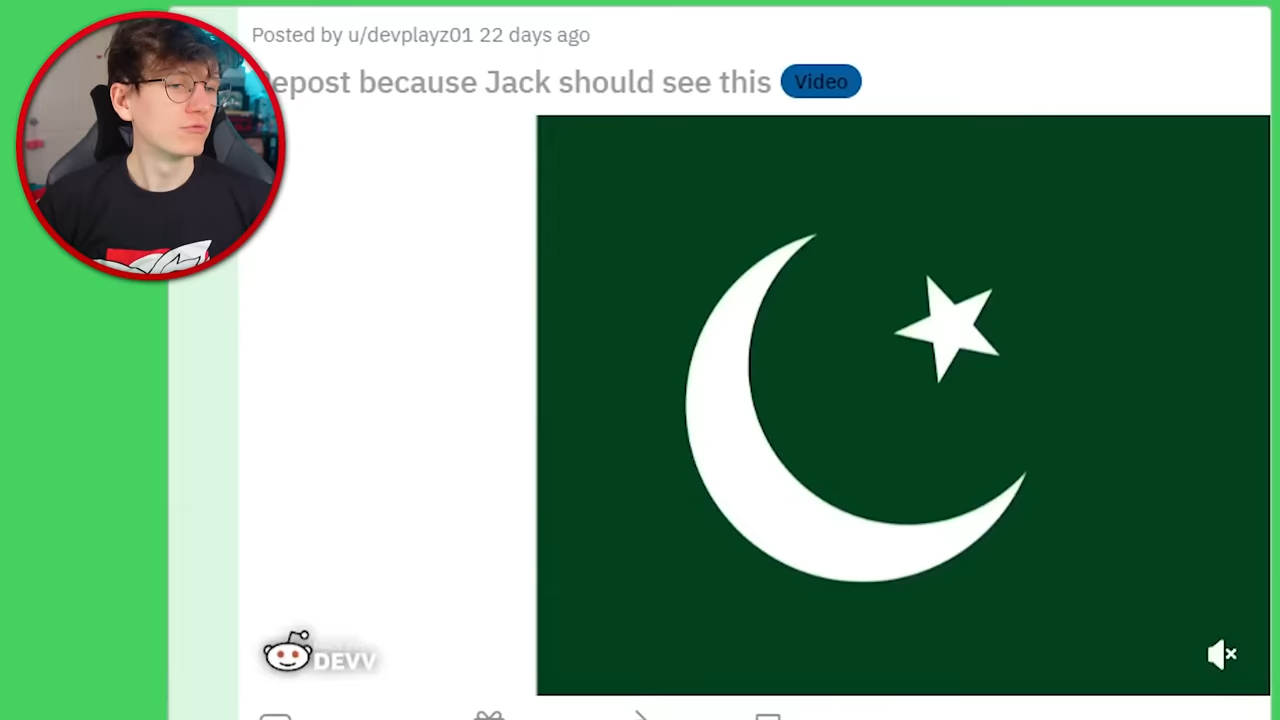 Posted by u/devplayz01 22 days ago
epost because Jack should see this Video
DEVV